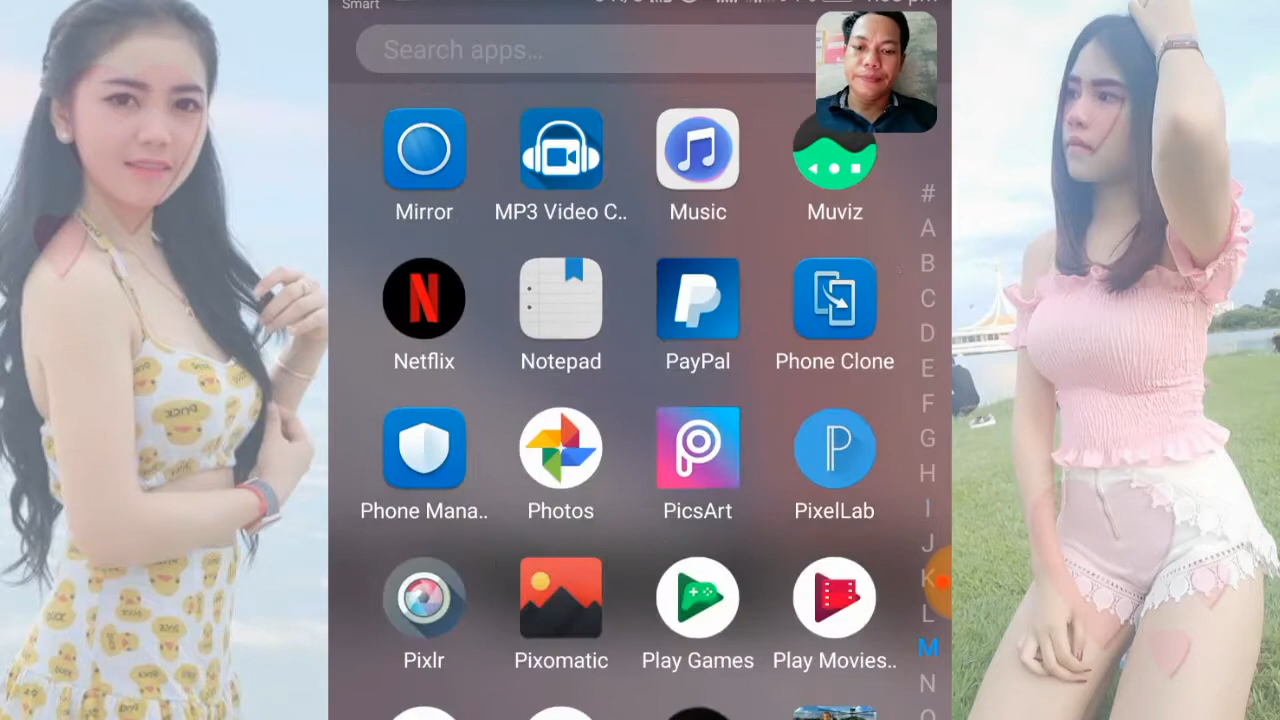 Smart
Search apps...
Mirror
MP3 Video C..
Music
Muviz
Netflix
Notepad
PayPal
Phone Clone
Phone Mana..
Photos
PicsArt
PixelLab
Pixlr
Pixomatic
Play Games
Play Movies..
#
A
B
C
D
E
F
G
H
I
J
K
L
M
N
DUCK